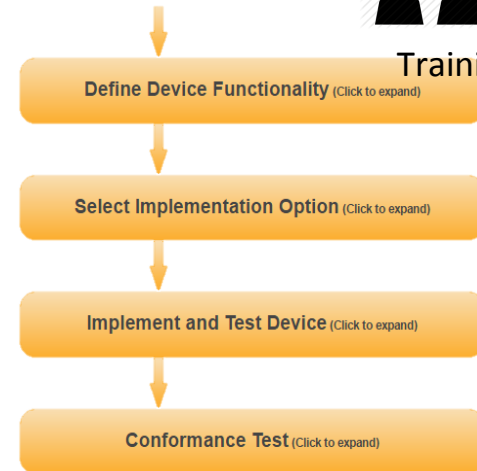 Define Device Functionality (Click to expand)
Select Implementation Option (Click to expand)
Implement and Test Device (Click to expand)
Conformance Test (Click to expand)